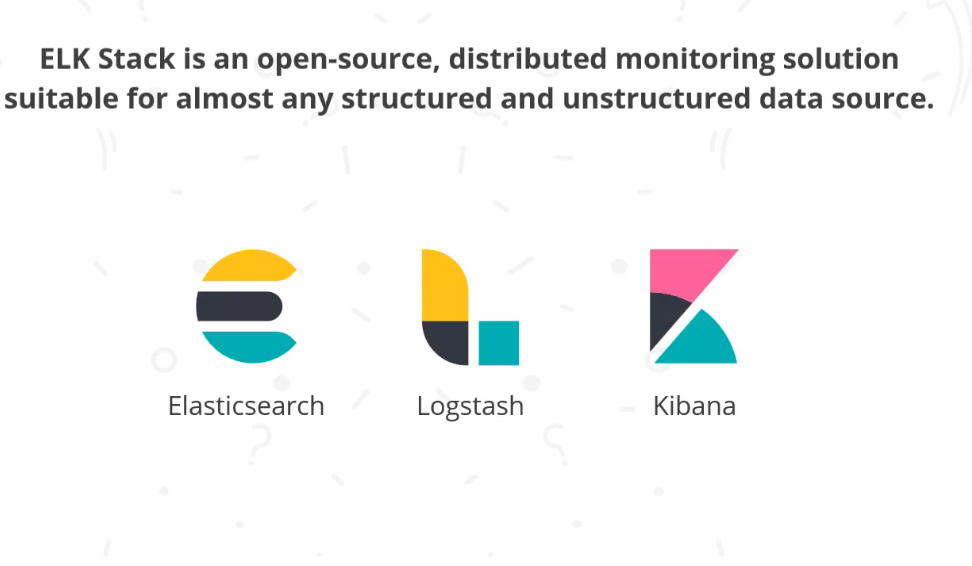 ELK Stack is an open-source, distributed monitoring solution
suitable for almost any structured and unstructured data source.
Elasticsearch Logstash Kibana